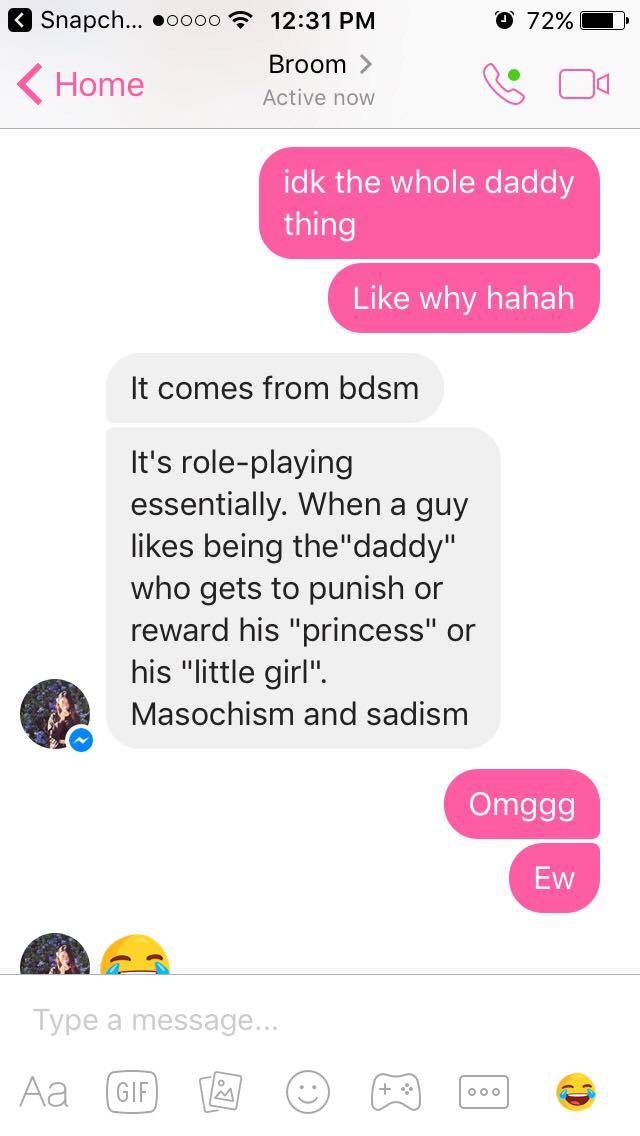 Snapch... 12:31 PM 72%
Home Broom
Active now
idk the whole daddy
thing
Like why hahah
It comes from bdsm
It's role-playing
essentially. When a guy
likes being the"daddy"
who gets to punish or
reward his "princess" or
his "little girl".
Masochism and sadism
Omggg
Ew
Type a message...
Aa GIF